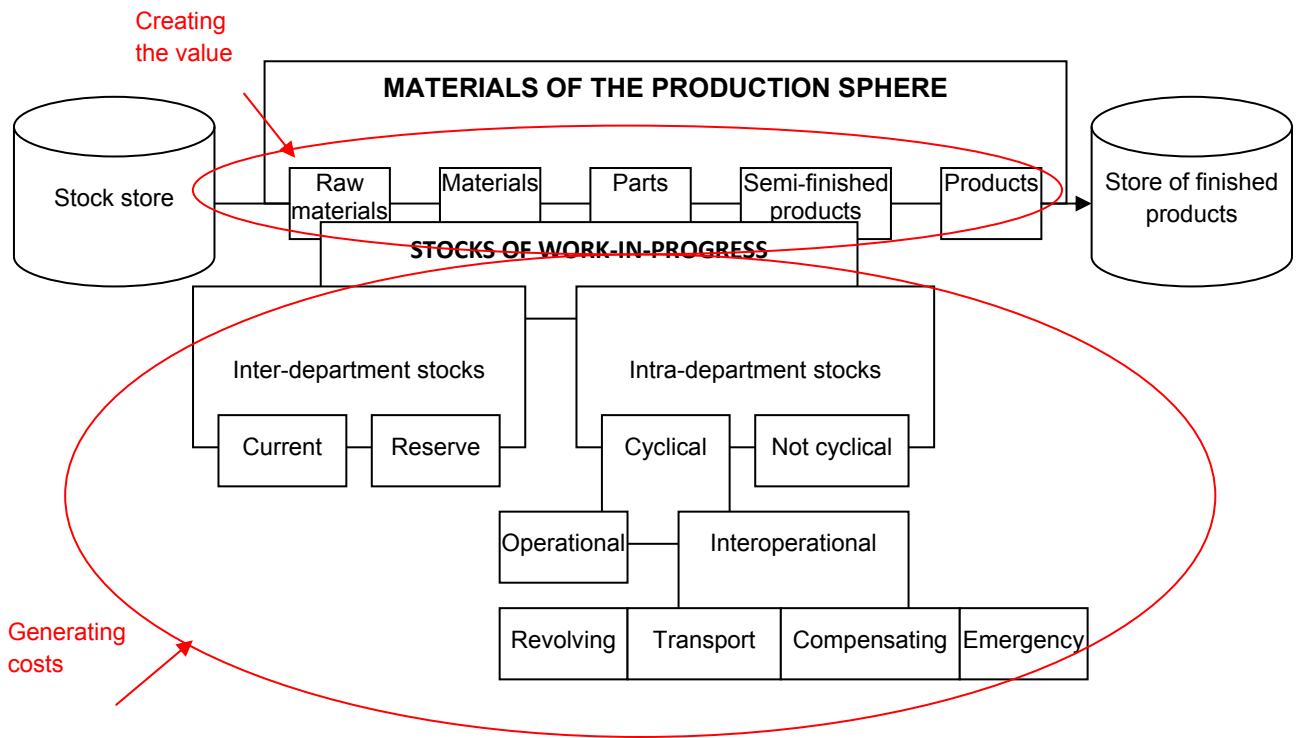 Creating
the value
MATERIALS OF THE PRODUCTION SPHERE
Stock store
Raw
materials
Materials
Parts
Semi-finished
products
Products
Store of finished
products
STOCKS OF WORK-IN-PROGRESS
Inter-department stocks
Intra-department stocks
Current
Reserve
Cyclical
Not cyclical
Operational
Interoperational
Generating
costs
Revolving
Transport
Compensating
Emergency